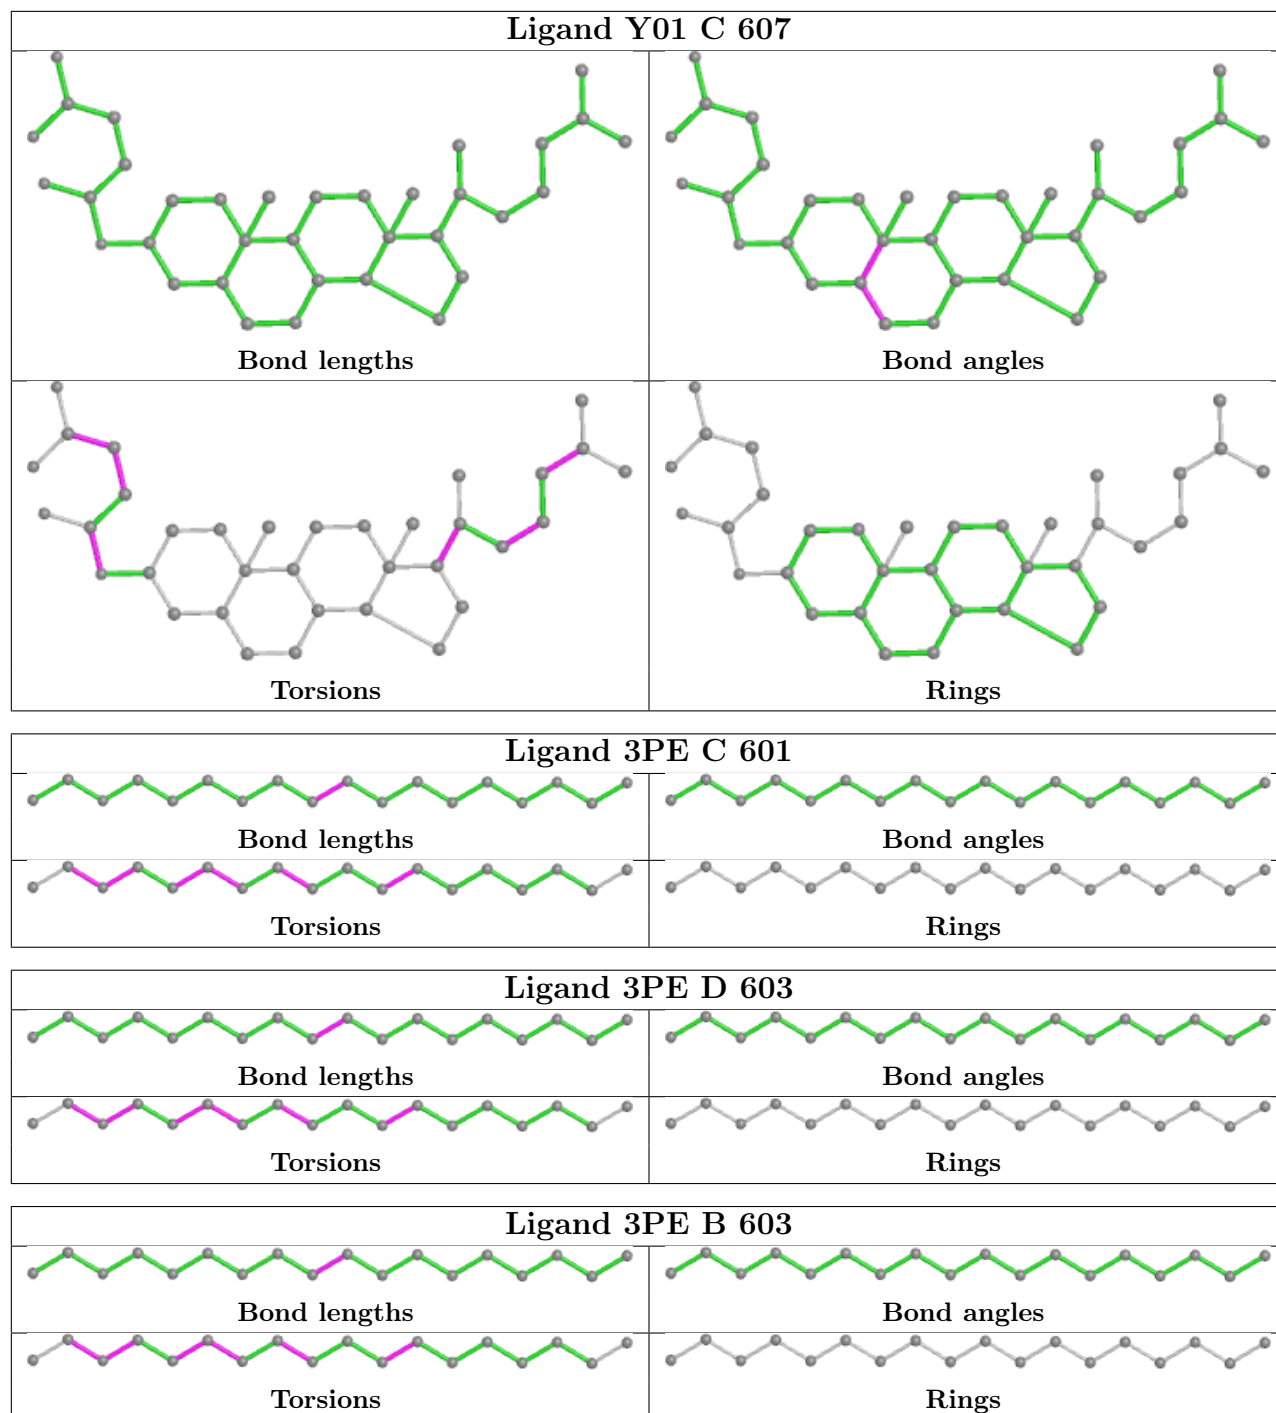 Ligand Y01 C 607
Bond lengths
Bond angles
Torsions
Rings
Ligand 3PE C 601
Bond lengths
Bond angles
Torsions
Rings
Ligand 3PE D 603
Bond lengths
Bond angles
Torsions
Rings
Ligand 3PE B 603
Bond lengths
Bond angles
Torsions
Rings